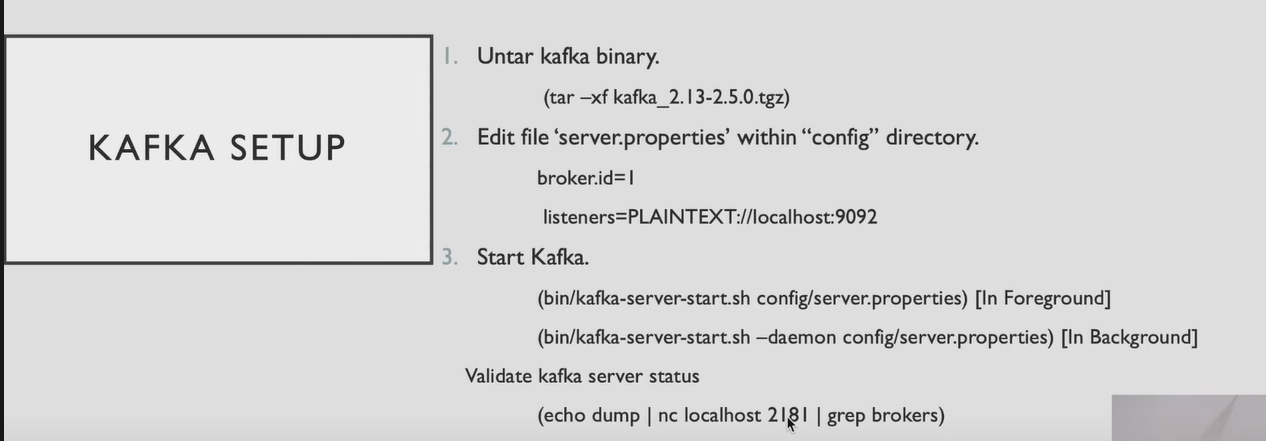 KAFKA SETUP
1. Untar kafka binary.
(tar –xf kafka_2.13-2.5.0.tgz)
2. Edit file ‘server.properties’ within “config” directory.
broker.id=1
listeners=PLAINTEXT://localhost:9092
3. Start Kafka.
(bin/kafka-server-start.sh config/server.properties) [In Foreground]
(bin/kafka-server-start.sh –daemon config/server.properties) [In Background]
Validate kafka server status
(echo dump | nc localhost 2181 | grep brokers)